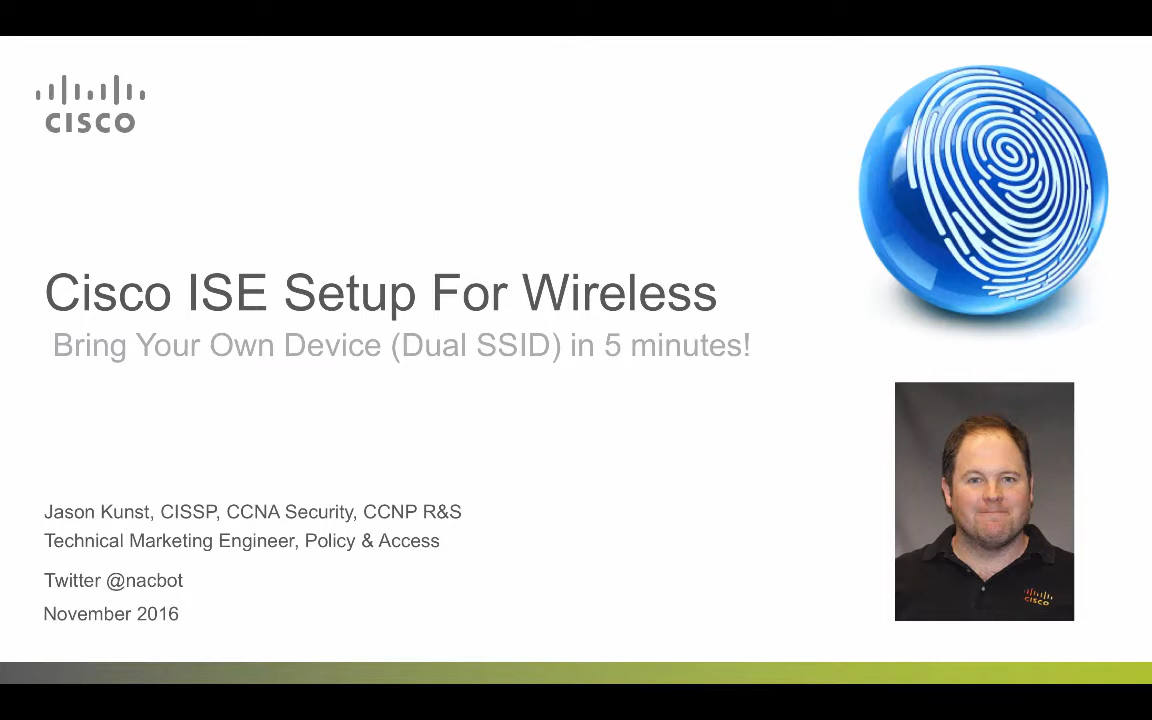 CISCO
Cisco ISE Setup For Wireless
Bring Your Own Device (Dual SSID) in 5 minutes!
Jason Kunst, CISSP, CCNA Security, CCNP R&S
Technical Marketing Engineer, Policy & Access
Twitter @nacbot
November 2016
CISCO